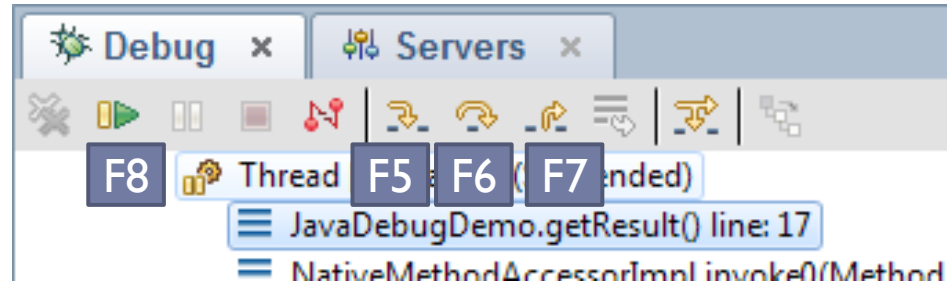 Debug Servers
F8 F5 F6 F7
Thread ( ended)
JavaDebugDemo.getResult() line: 17
NativeMethodAccessorImpl.invoke0(Method